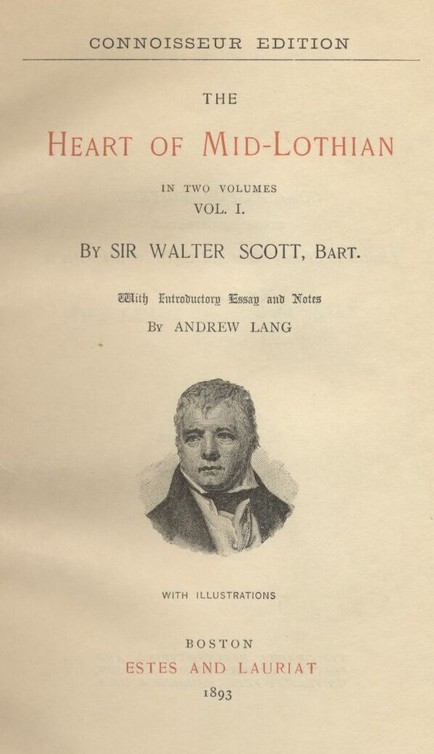 CONNOISSEUR EDITION
THE
HEART OF MID-LOTHIAN
IN TWO VOLUMES
VOL. I.
BY SIR WALTER SCOTT, BART.
With Introductory Essay and Notes
BY ANDREW LANG
WITH ILLUSTRATIONS
BOSTON
ESTES AND LAURIAT
1893